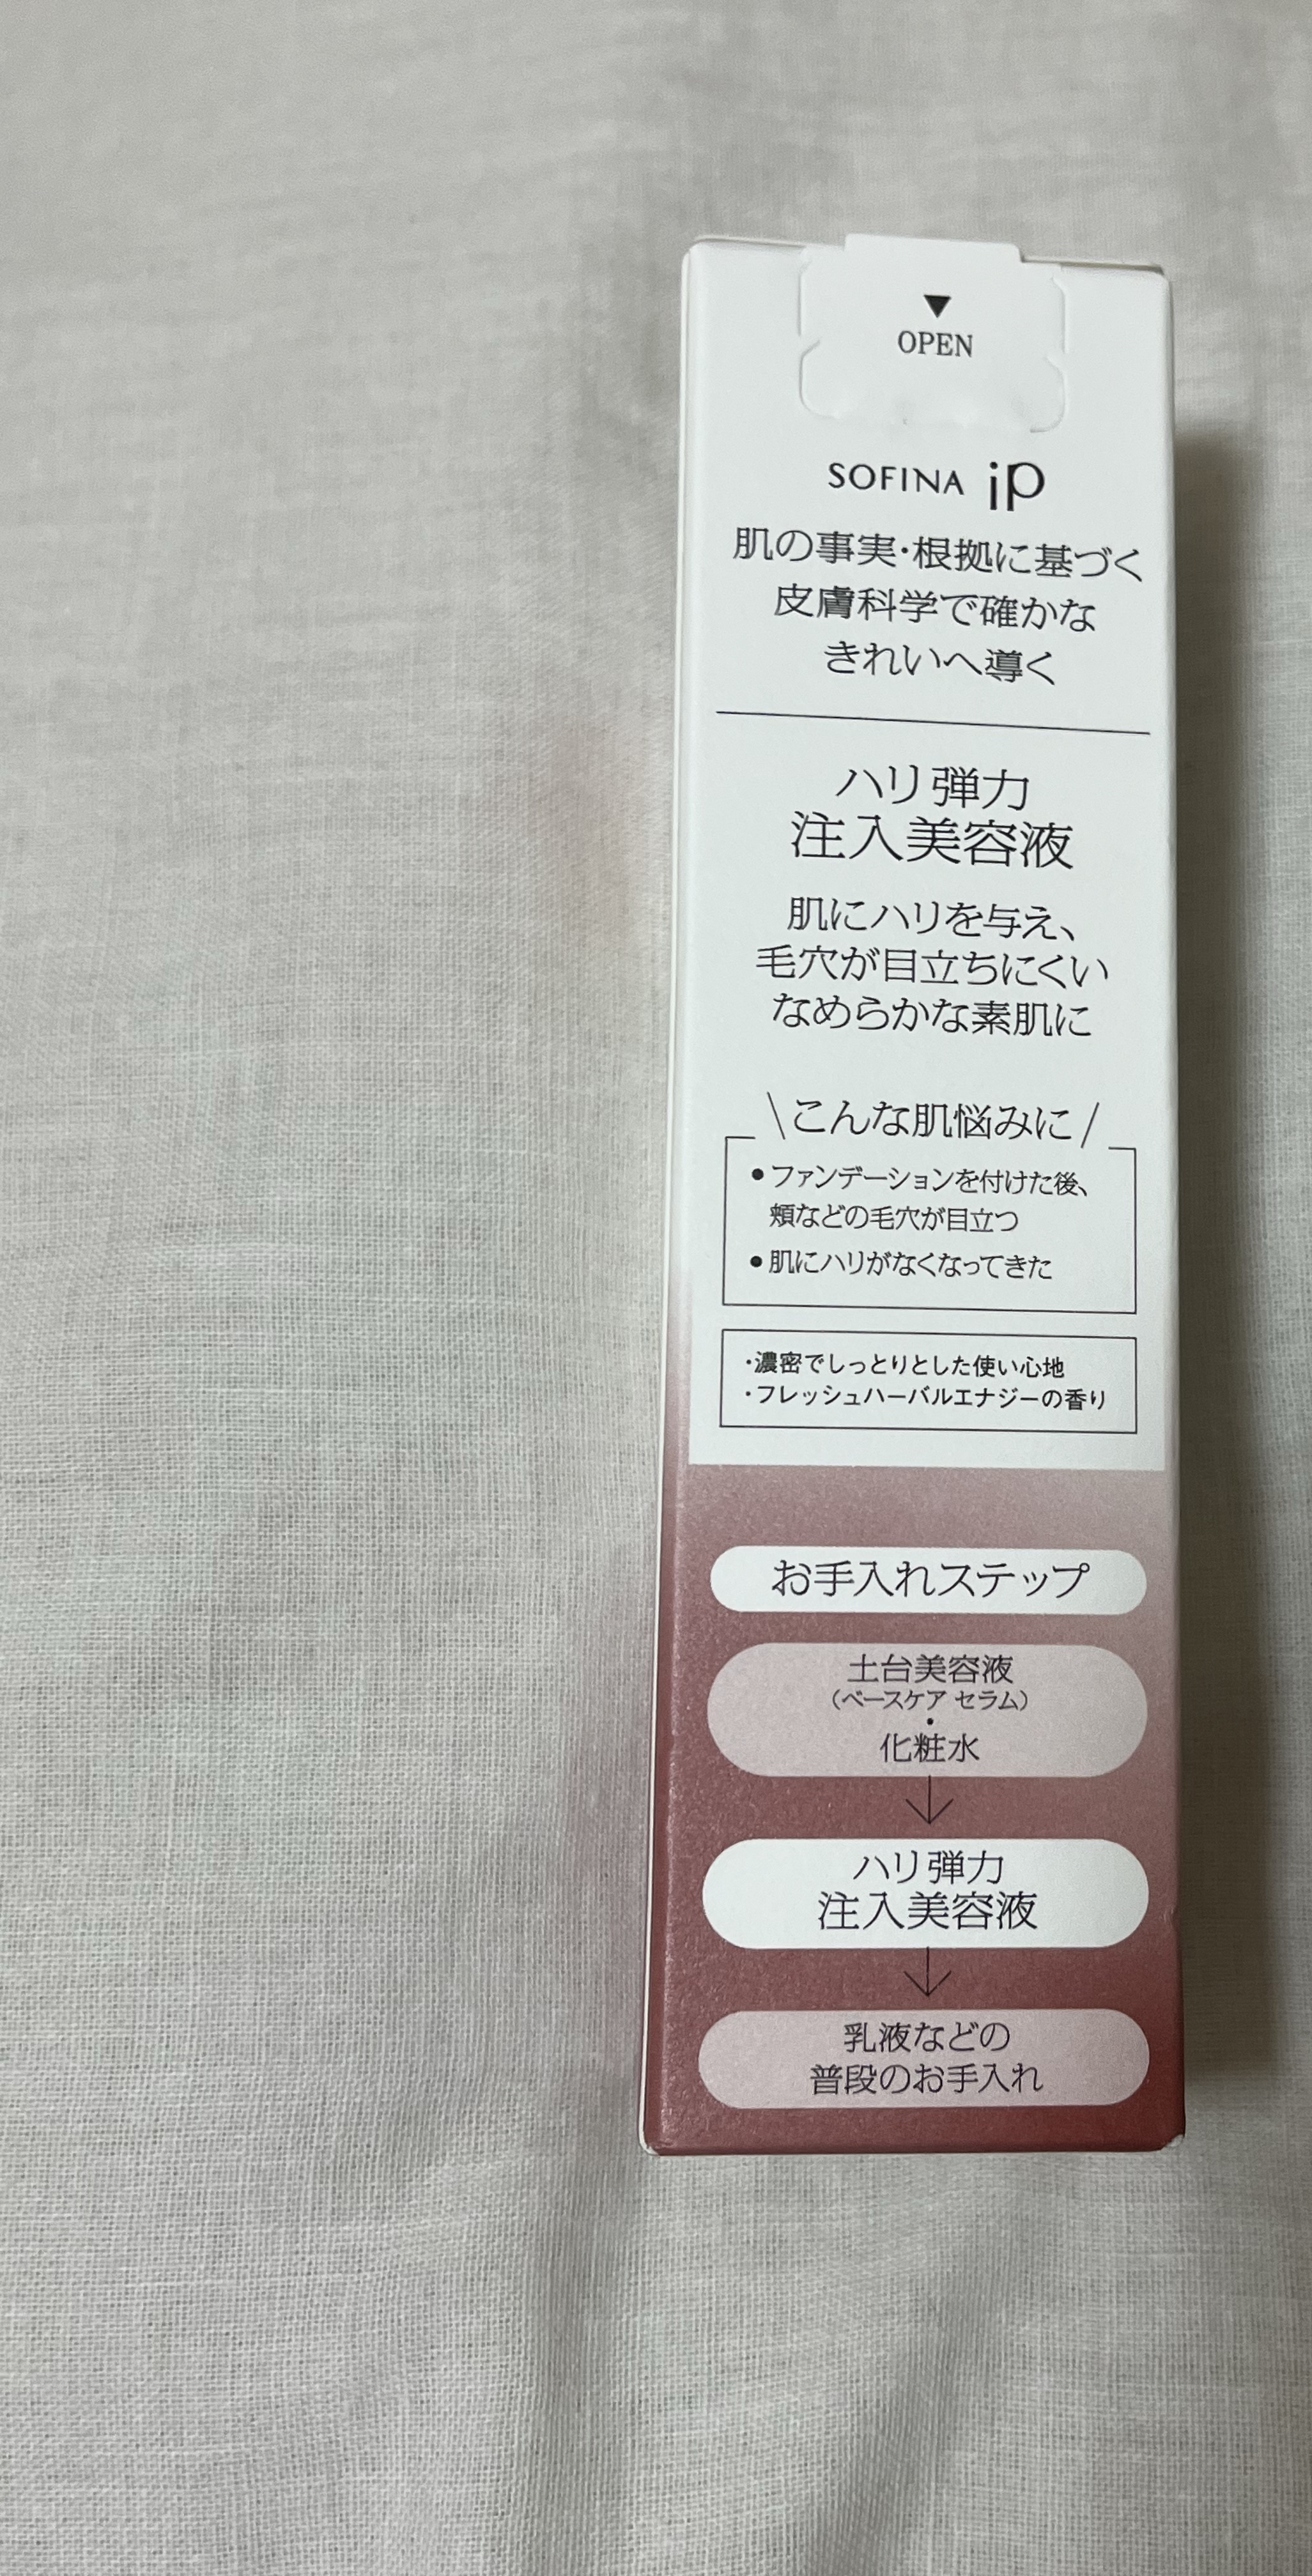 ▼
OPEN
SOFINA iP
肌の事実・根拠に基づく
皮膚科学で確かな
きれいへ導く
ハリ弾力
注入美容液
肌にハリを与え、
毛穴が目立ちにくい
なめらかな素肌に
\こんな肌悩みに/
●ファンデーションを付けた後、
頰などの毛穴が目立つ
●肌にハリがなくなってきた
・濃密でしっとりとした使い心地
・フレッシュハーバルエナジーの香り
お手入れステップ
土台美容液
（ベースケア セラム）
・
化粧水
↓
ハリ弾力
注入美容液
↓
乳液などの
普段のお手入れ